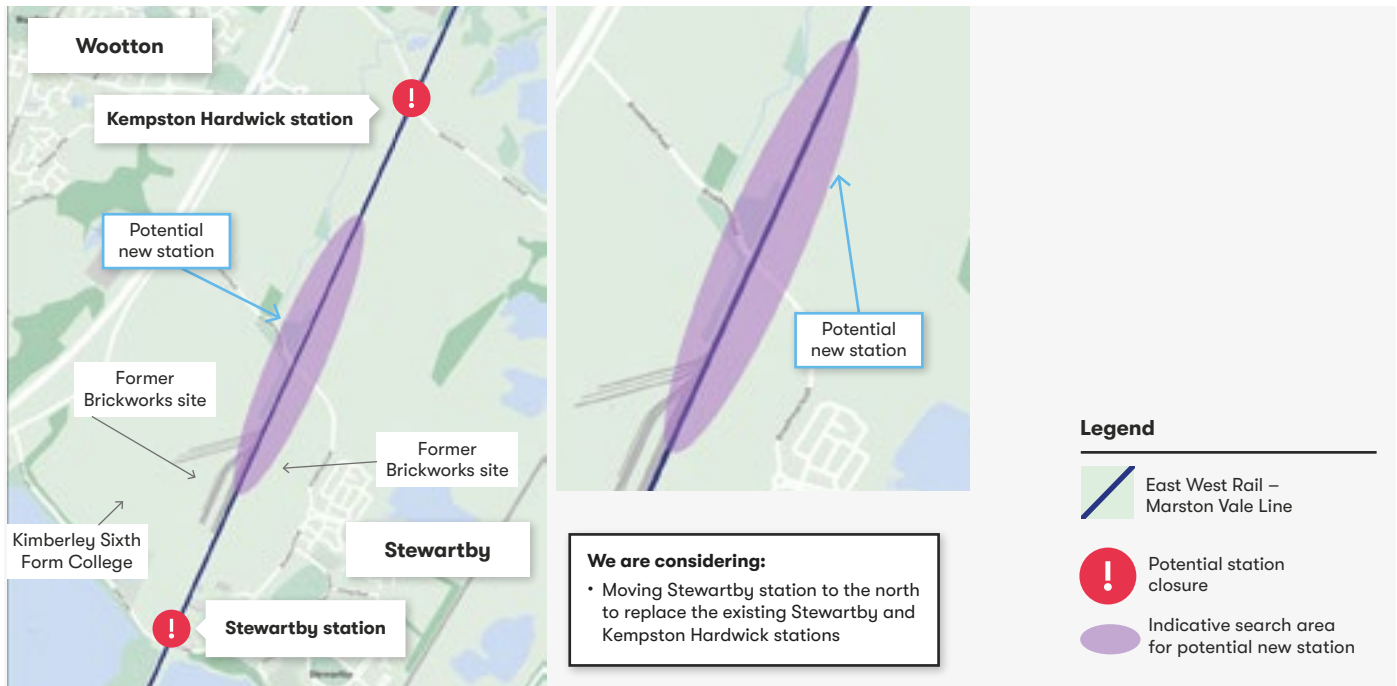 Wootton
Kempston Hardwick station
Potential
new station
Former
Brickworks site
Former
Brickworks site
Kimberley Sixth
Form College
Stewartby
Stewartby station
Stewartby
Potential
new station
We are considering:
• Moving Stewartby station to the north
to replace the existing Stewartby and
Kempston Hardwick stations
Legend
East West Rail –
Marston Vale Line
! Potential station
closure
Indicative search area
for potential new station